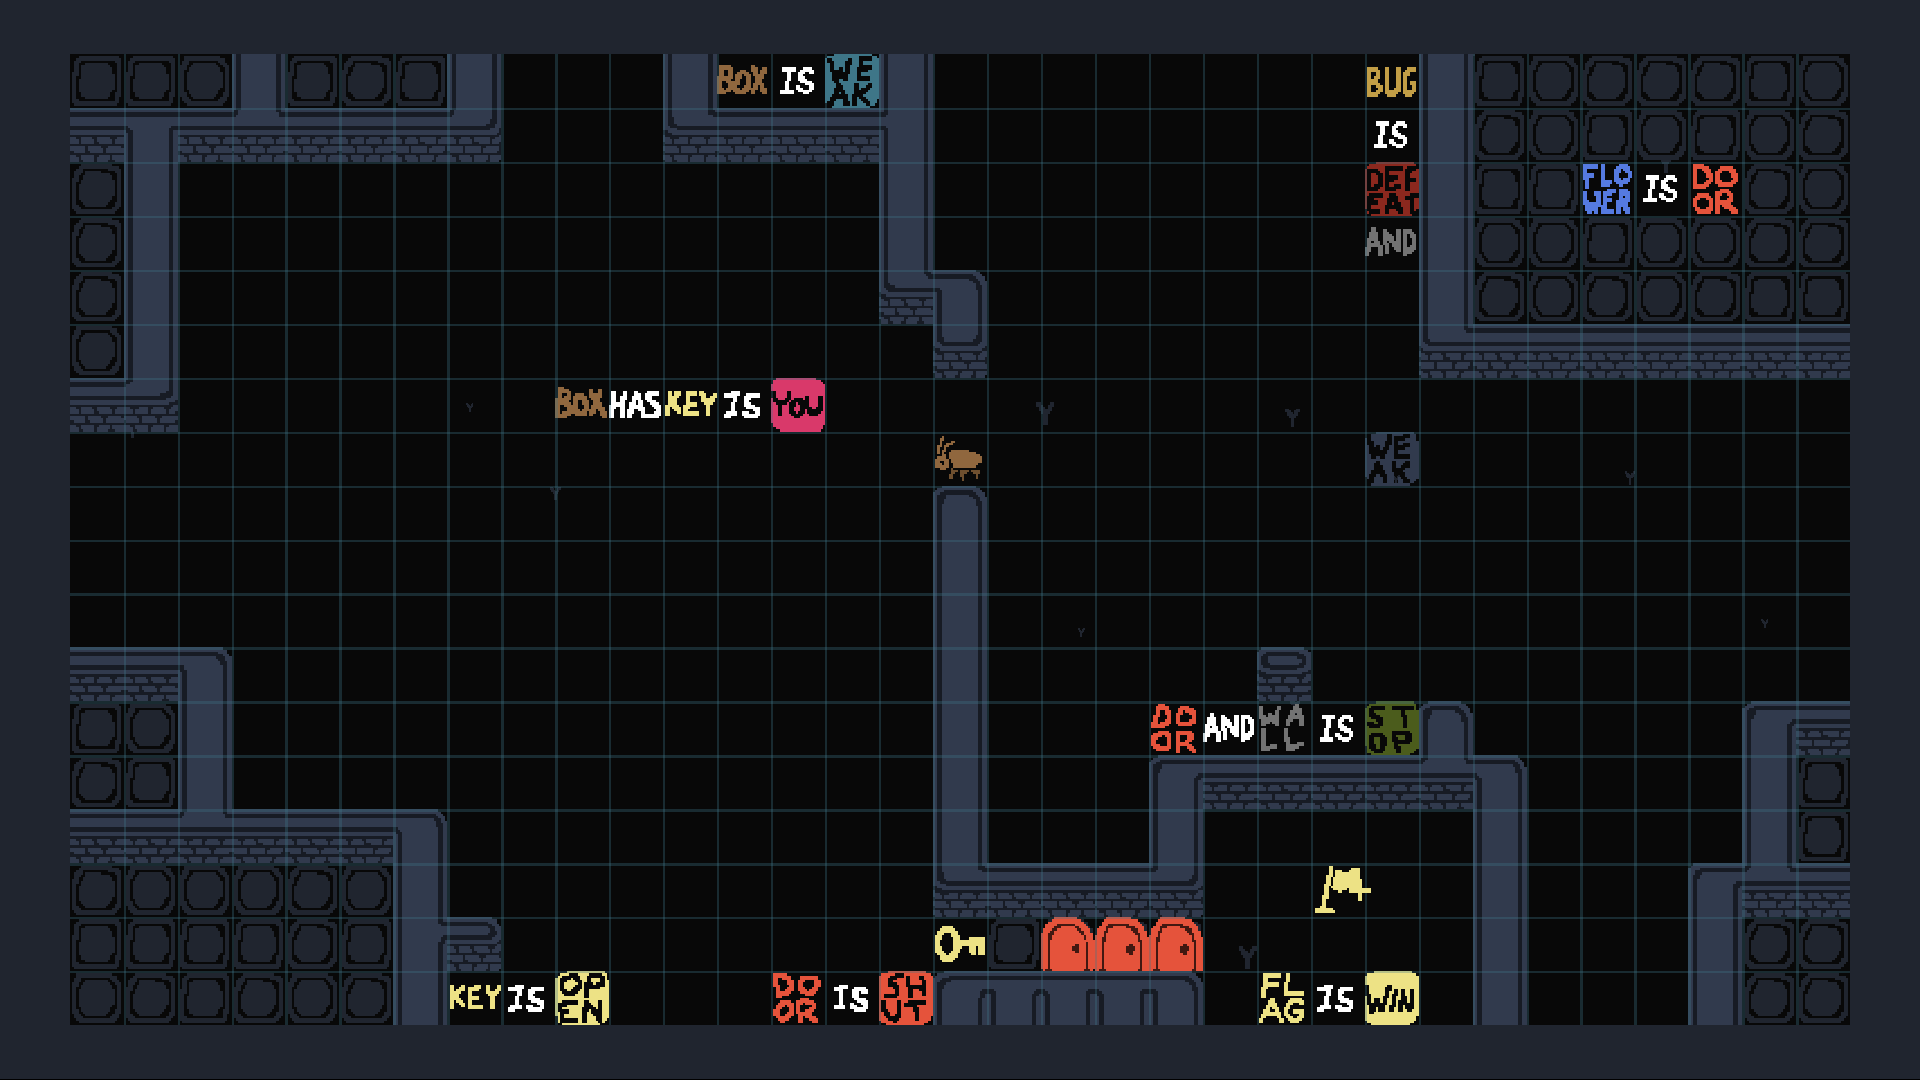 BOX IS WEAK
BUG
IS
DEFEAT
AND
FLOWER IS DOOR
BOX HAS KEY IS YOU
WEAK
DOOR AND WALL IS STOP
KEY IS OPEN
DOOR IS SHUT
FLAG IS WIN